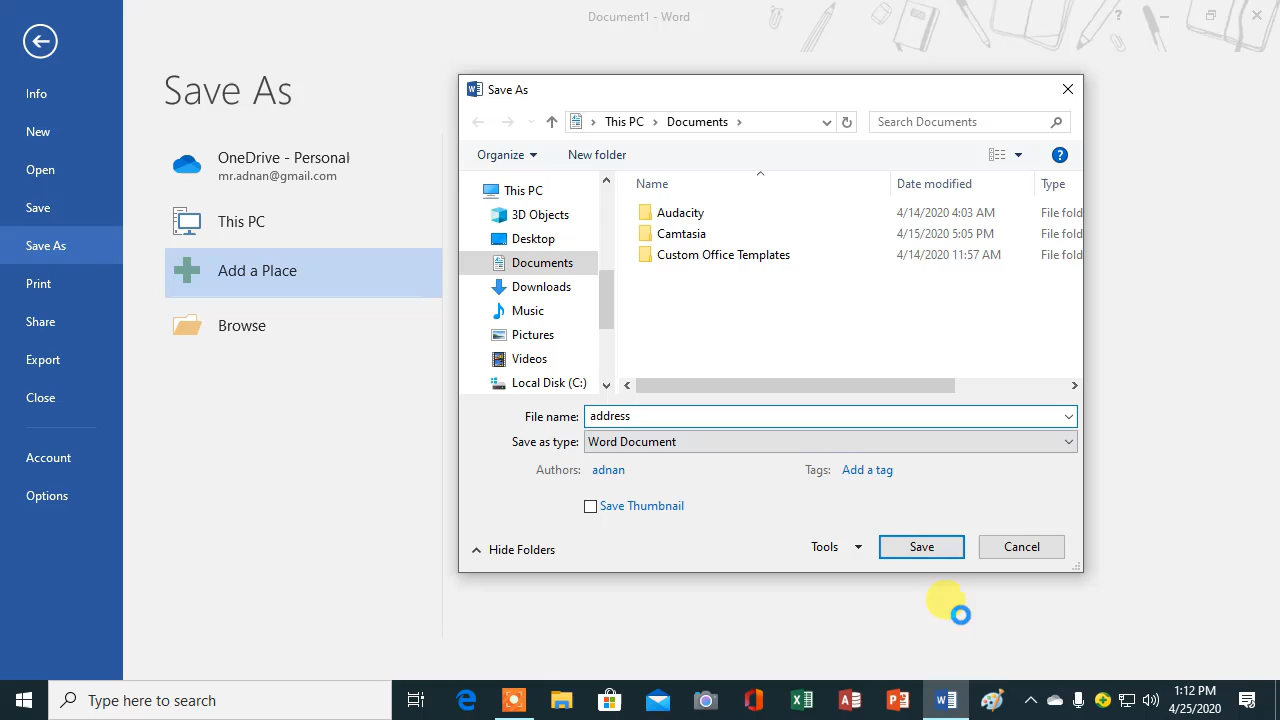 Document1 - Word
?
Save As
Info
New
Open
Save
Save As
Print
Share
Export
Close
Account
Options
OneDrive - Personal
mr.adnan@gmail.com
This PC
Add a Place
Browse
Save As
This PC
Documents
Search Documents
Organize
New folder
?
This PC
3D Objects
Desktop
Documents
Downloads
Music
Pictures
Videos
Local Disk (C:)
Name Date modified Type
Audacity 4/14/2020 4:03 AM File fold
Camtasia 4/15/2020 5:05 PM File fold
Custom Office Templates 4/14/2020 11:57 AM File fold
File name: address
Save as type: Word Document
Authors: adnan Tags: Add a tag
Save Thumbnail
Hide Folders
Tools Save Cancel
Type here to search
1:12 PM
4/25/2020